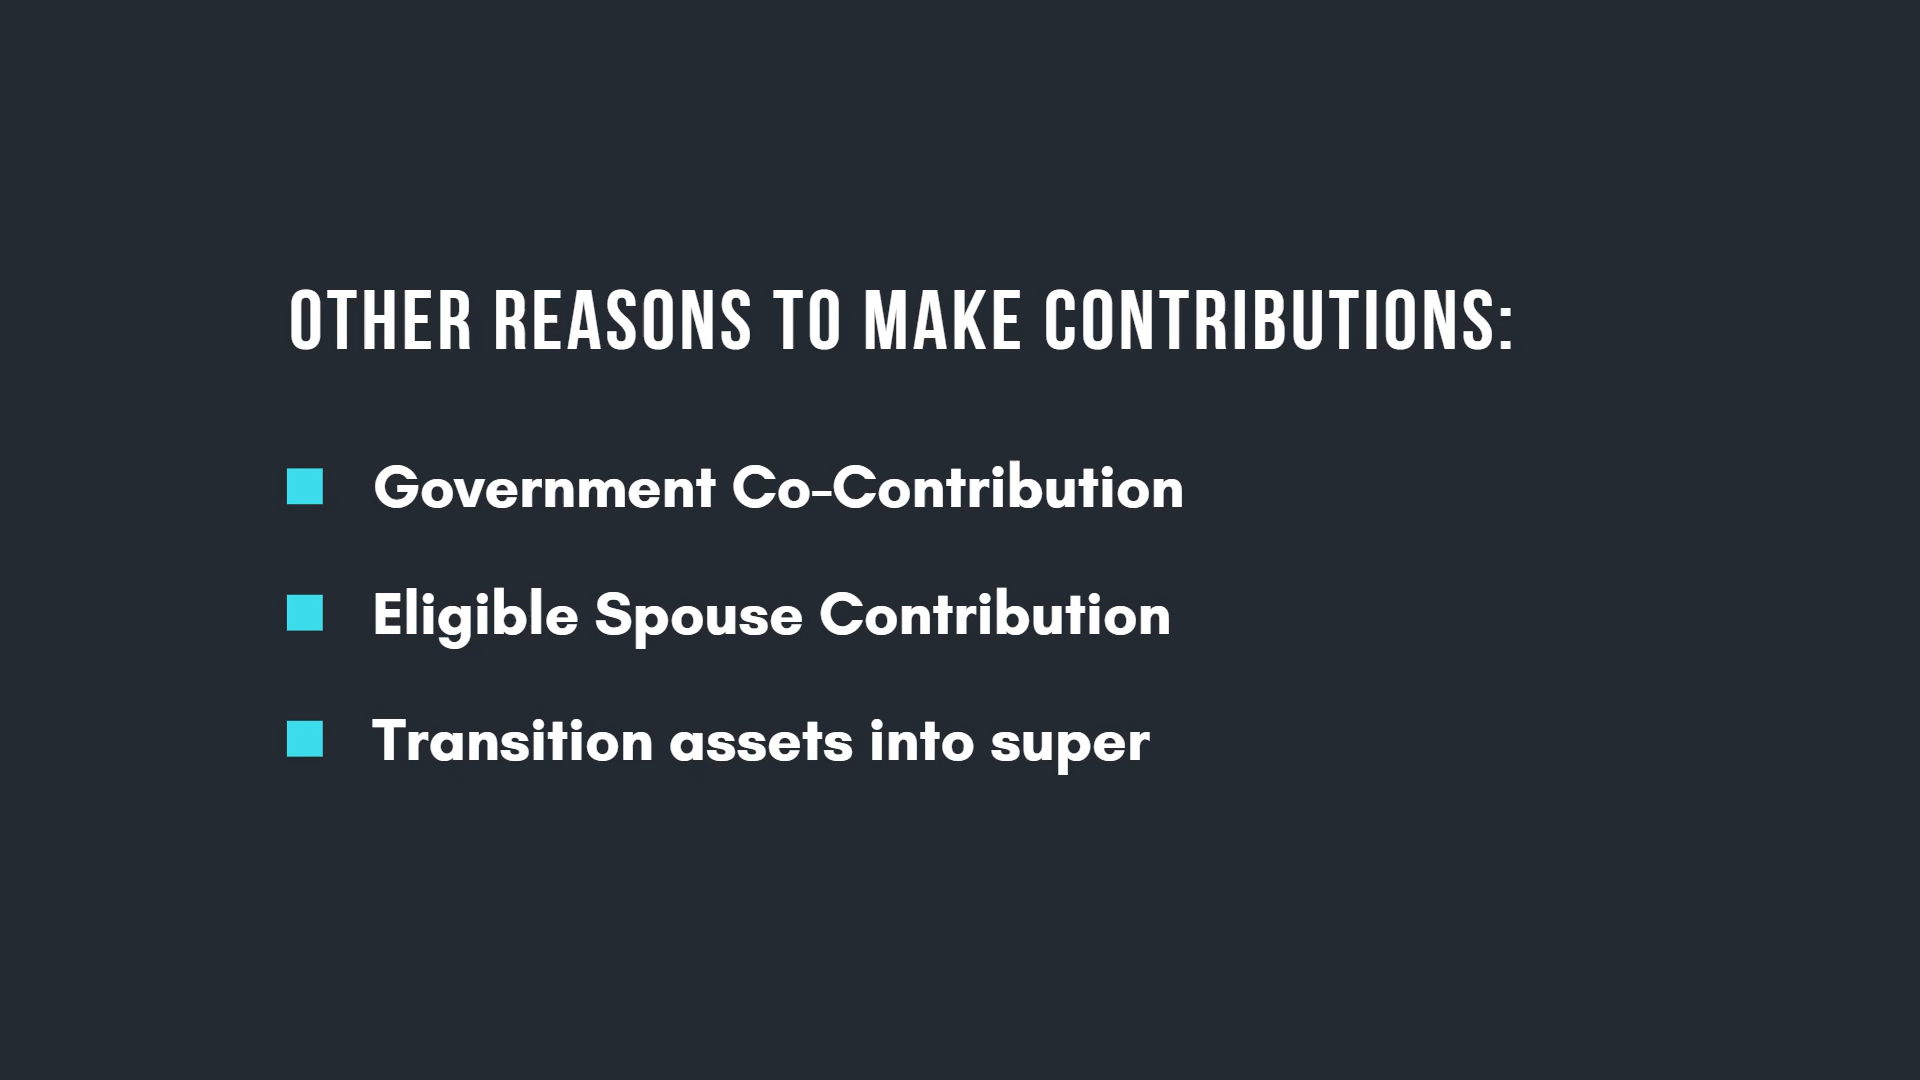 OTHER REASONS TO MAKE CONTRIBUTIONS:
Government Co-Contribution
Eligible Spouse Contribution
Transition assets into super